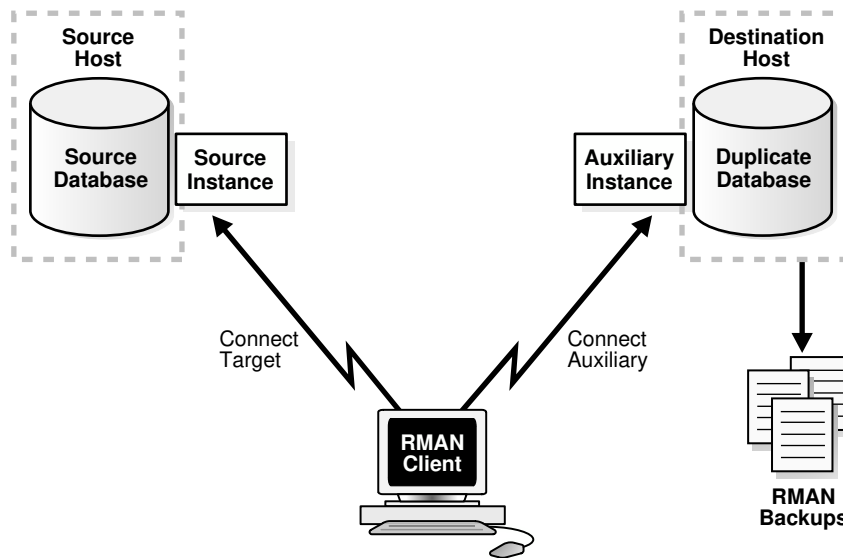 Source
Host
Destination
Host
Source
Database
Source
Instance
Auxiliary
Instance
Duplicate
Database
Connect
Target
Connect
Auxiliary
RMAN
Client
RMAN
Backups